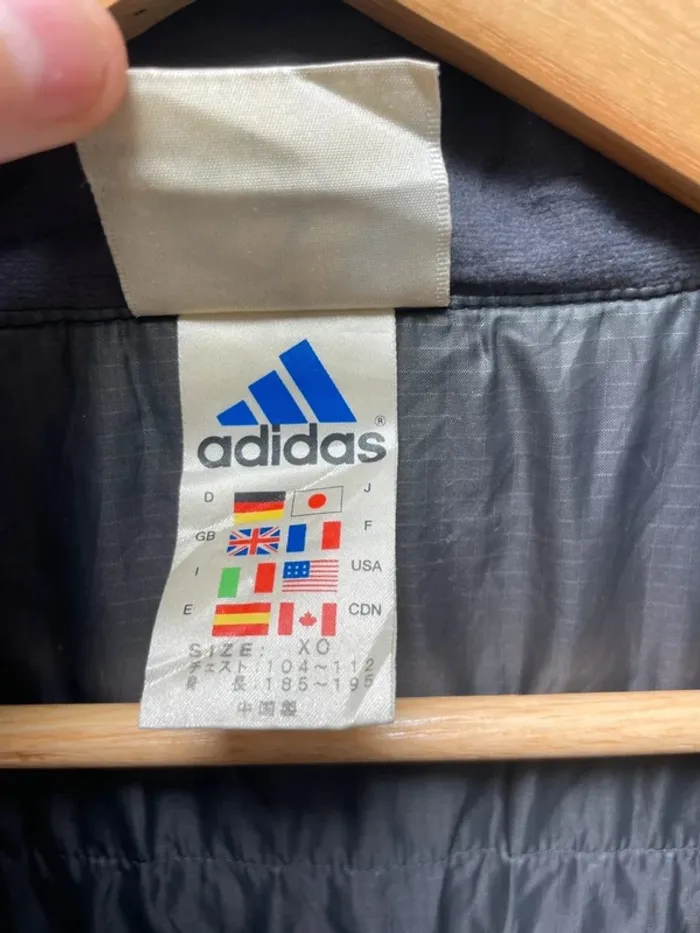 adidas®
D J
GB F
I USA
E CDN
SIZE: XO
チェスト:104~112
身 長:185~195
中国製